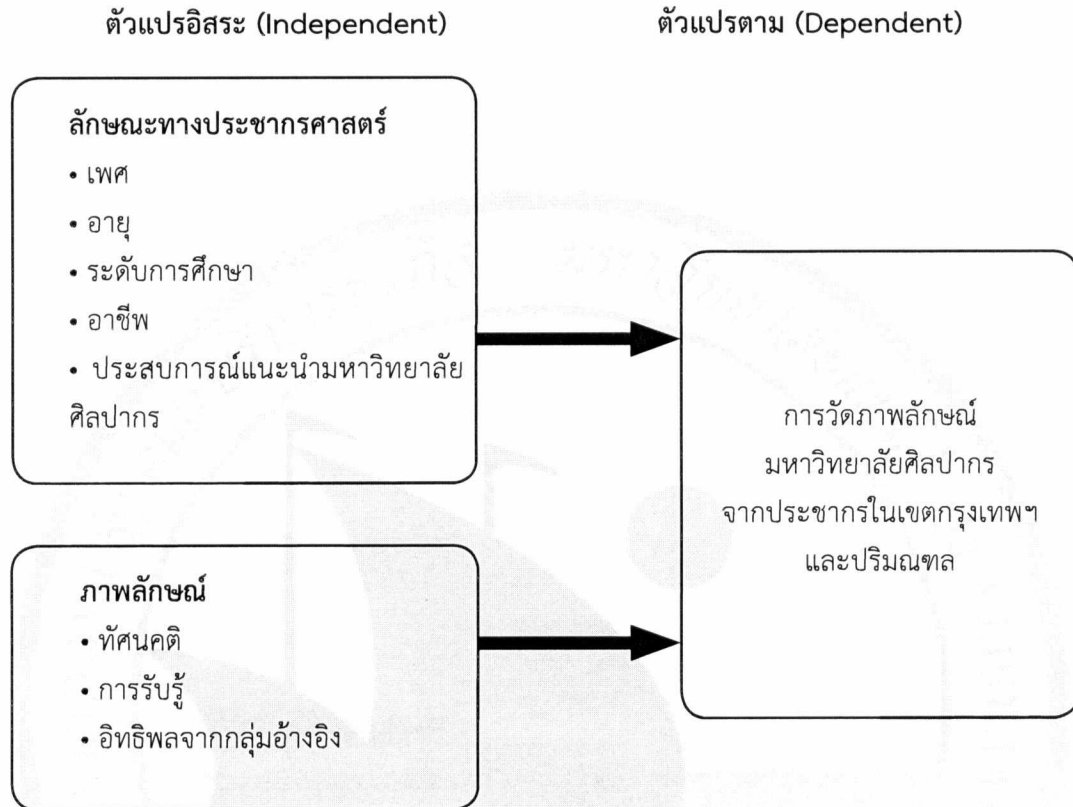 ตัวแปรอิสระ (Independent)
ตัวแปรตาม (Dependent)
ลักษณะทางประชากรศาสตร์
• เพศ
• อายุ
• ระดับการศึกษา
• อาชีพ
• ประสบการณ์แนะนำมหาวิทยาลัย
ศิลปากร
การวัดภาพลักษณ์
มหาวิทยาลัยศิลปากร
จากประชากรในเขตกรุงเทพฯ
และปริมณฑล
ภาพลักษณ์
• ทัศนคติ
• การรับรู้
• อิทธิพลจากกลุ่มอ้างอิง